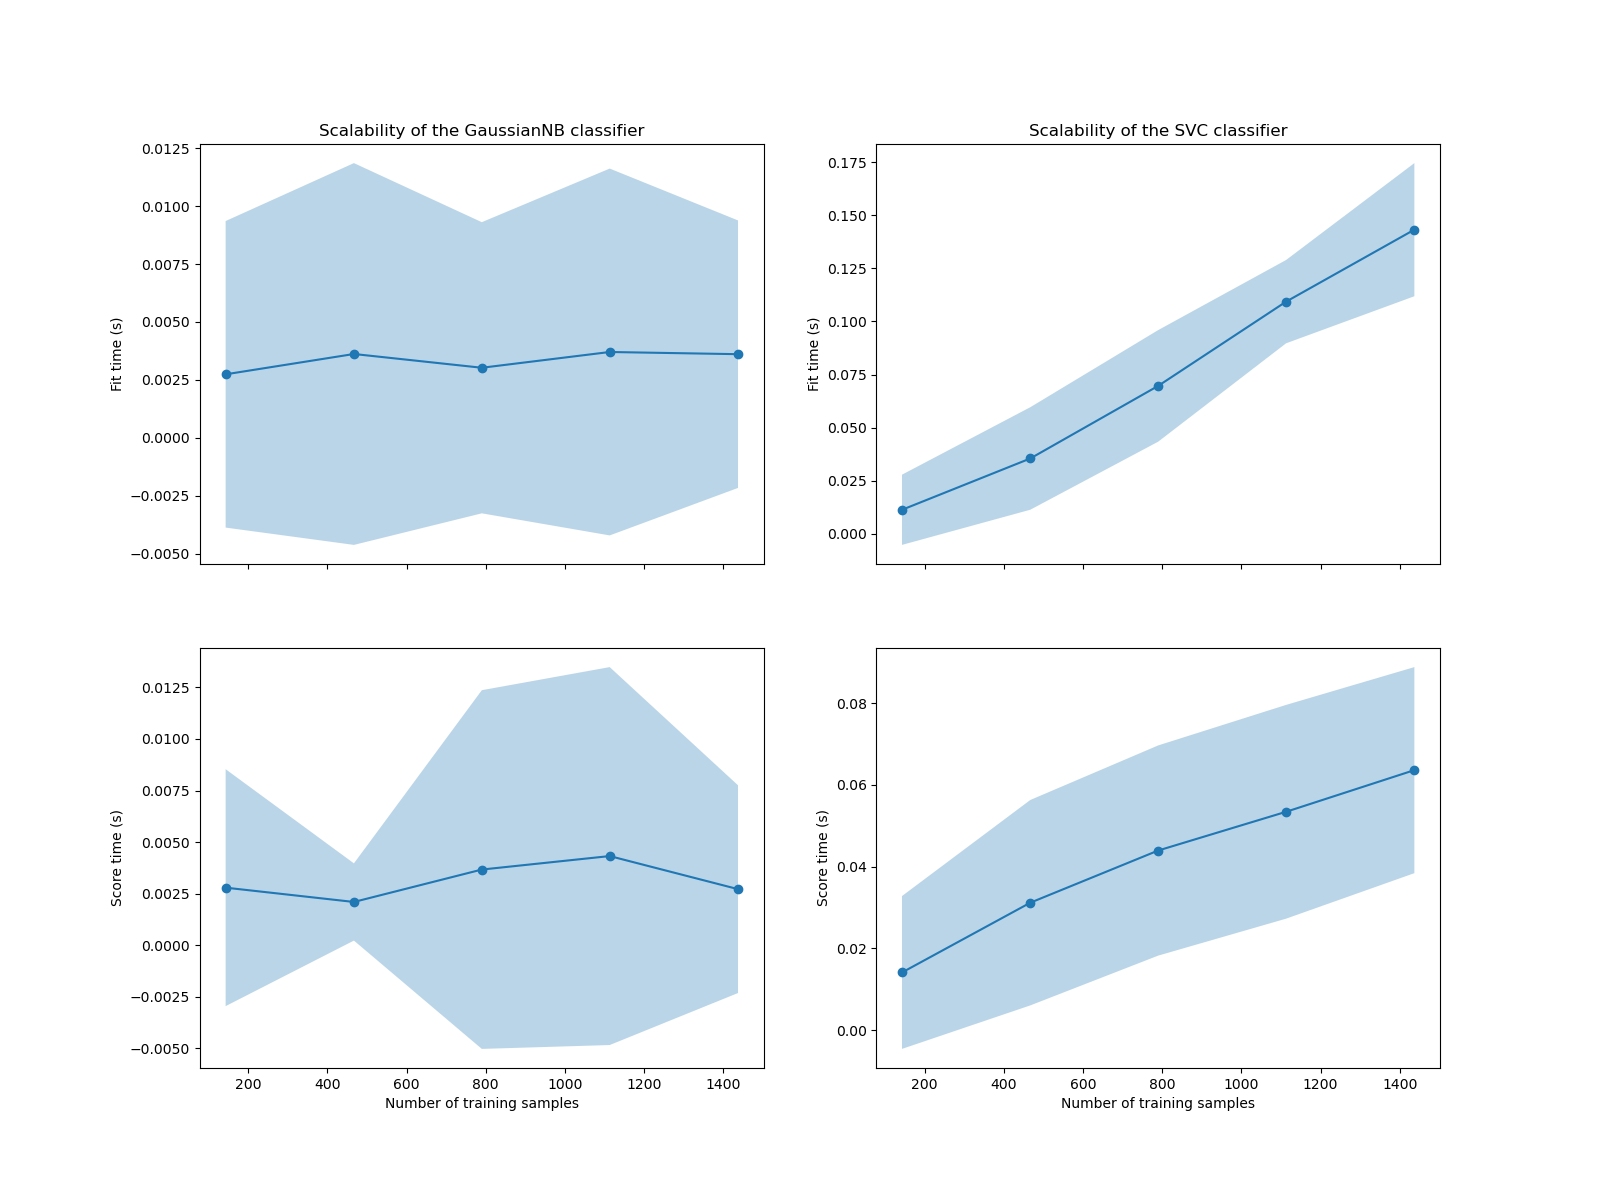 Scalability of the GaussianNB classifier
0.0125
0.0100
0.0075
0.0050
0.0025
0.0000
−0.0025
−0.0050
Fit time (s)
Scalability of the SVC classifier
0.175
0.150
0.125
0.100
0.075
0.050
0.025
0.000
Fit time (s)
0.0125
0.0100
0.0075
0.0050
0.0025
0.0000
−0.0025
−0.0050
Score time (s)
200 400 600 800 1000 1200 1400
Number of training samples
0.08
0.06
0.04
0.02
0.00
Score time (s)
200 400 600 800 1000 1200 1400
Number of training samples